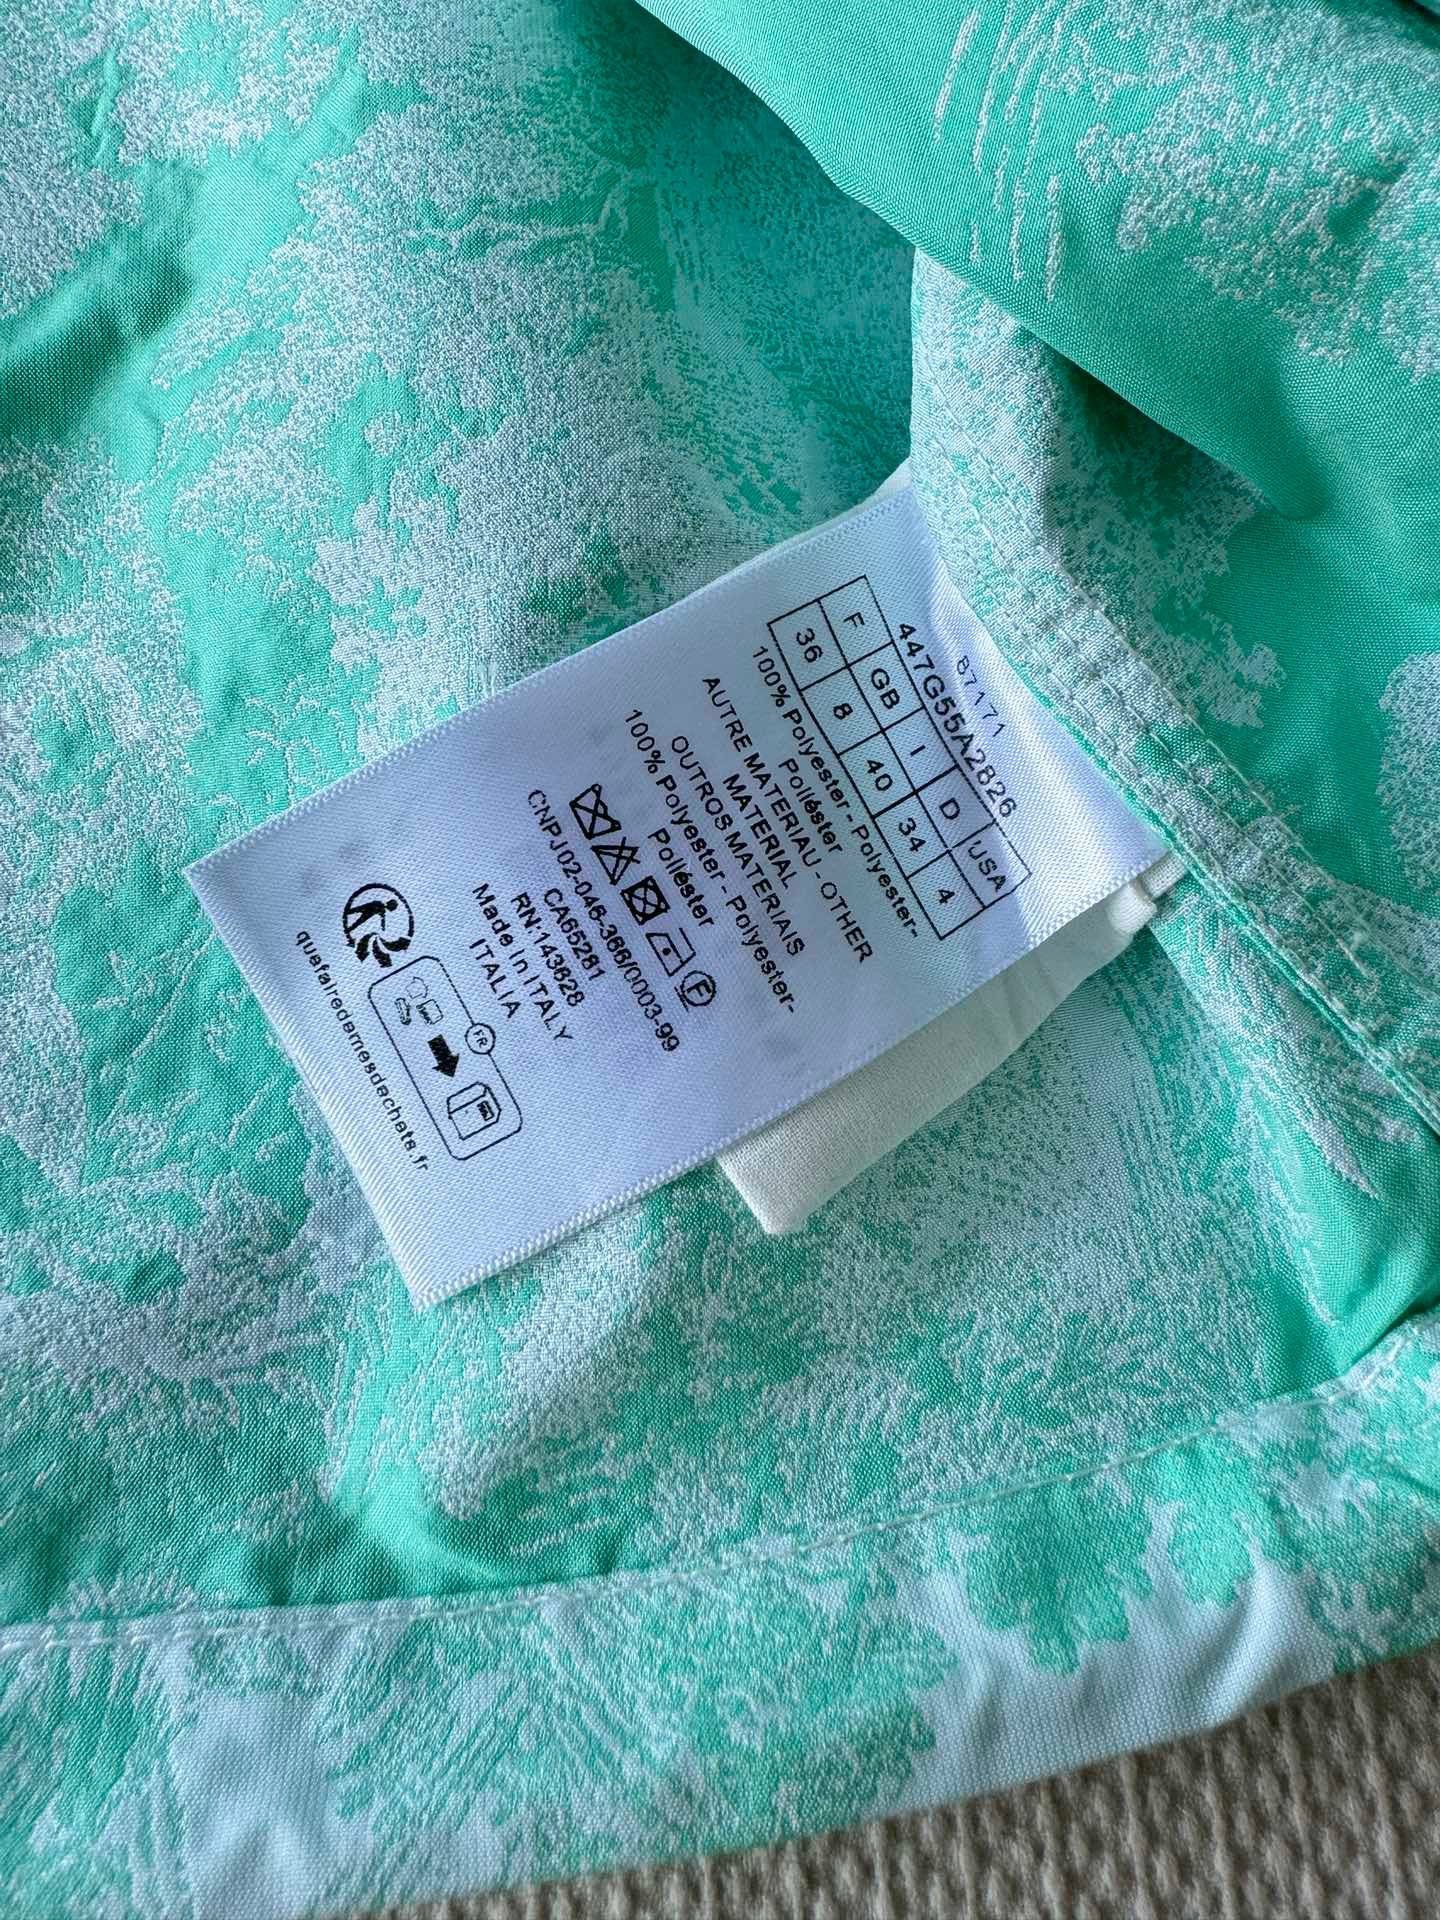 87171
447G55A2826
F GB I D USA
36 8 40 34 4
100% Polyester - Polyester-
Poliéster
AUTRE MATERIAU - OTHER
MATERIAL
OUTROS MATERIAIS
100% Polyester - Polyester-
Poliéster
F
CNPJ02-046-366/0003-99
CA65281
RN:143628
Made in ITALY
ITALIA
FR
quefairedemesdechets.fr